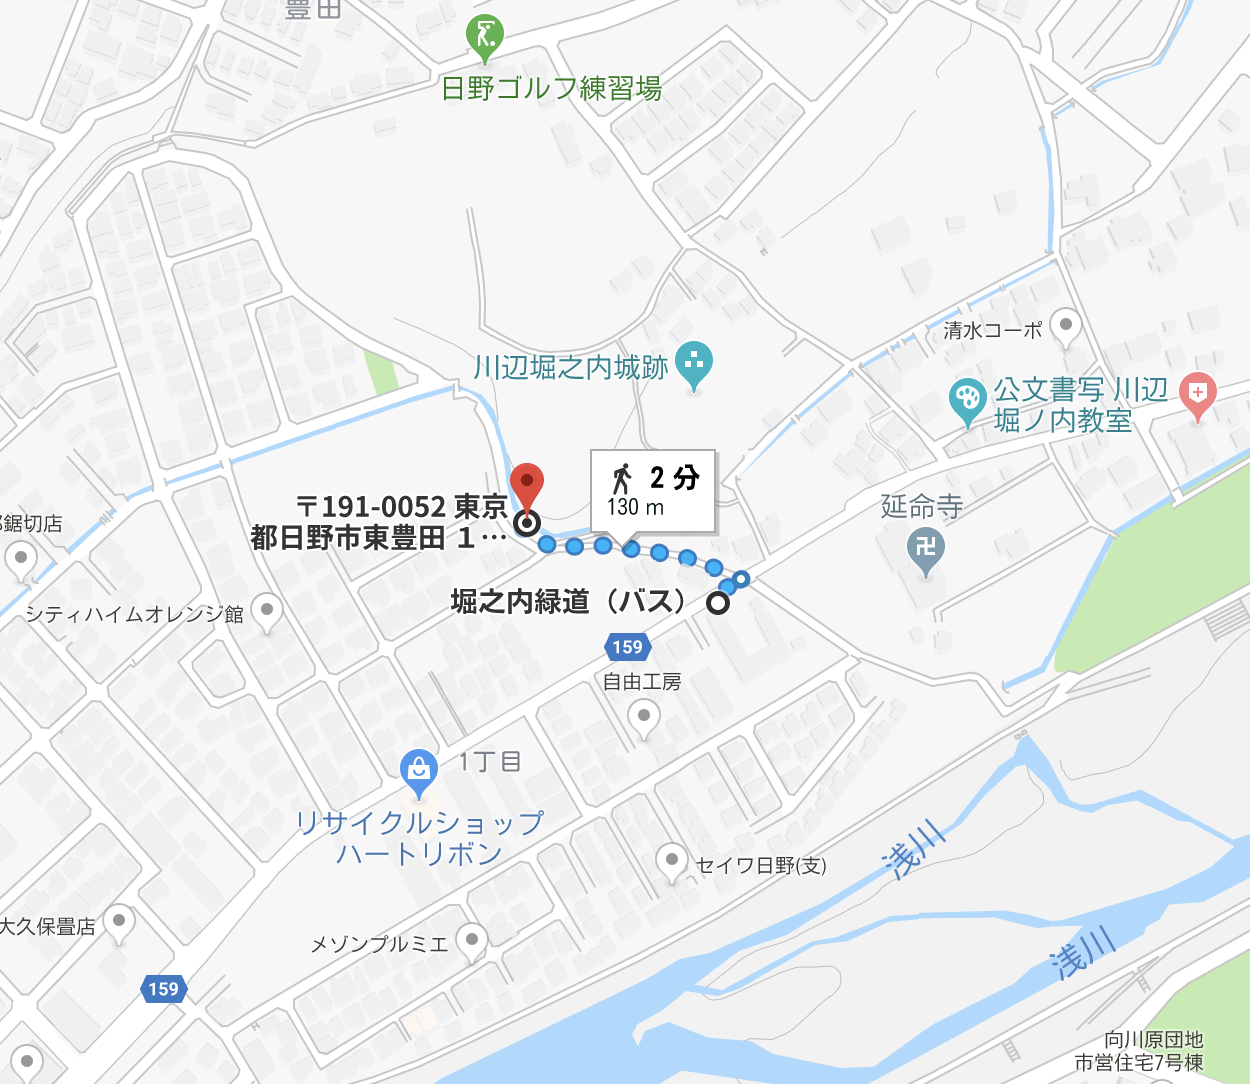 豊田
日野ゴルフ練習場
清水コーポ
川辺堀之内城跡
公文書写 川辺
堀ノ内教室
2 分
130 m
〒191-0052 東京
都日野市東豊田 1…
延命寺
鋸切店
堀之内緑道（バス）
シティハイムオレンジ館
159
自由工房
1丁目
リサイクルショップ
ハートリボン
浅川
セイワ日野(支)
大久保畳店
メゾンプルミエ
浅川
159
向川原団地
市営住宅7号棟